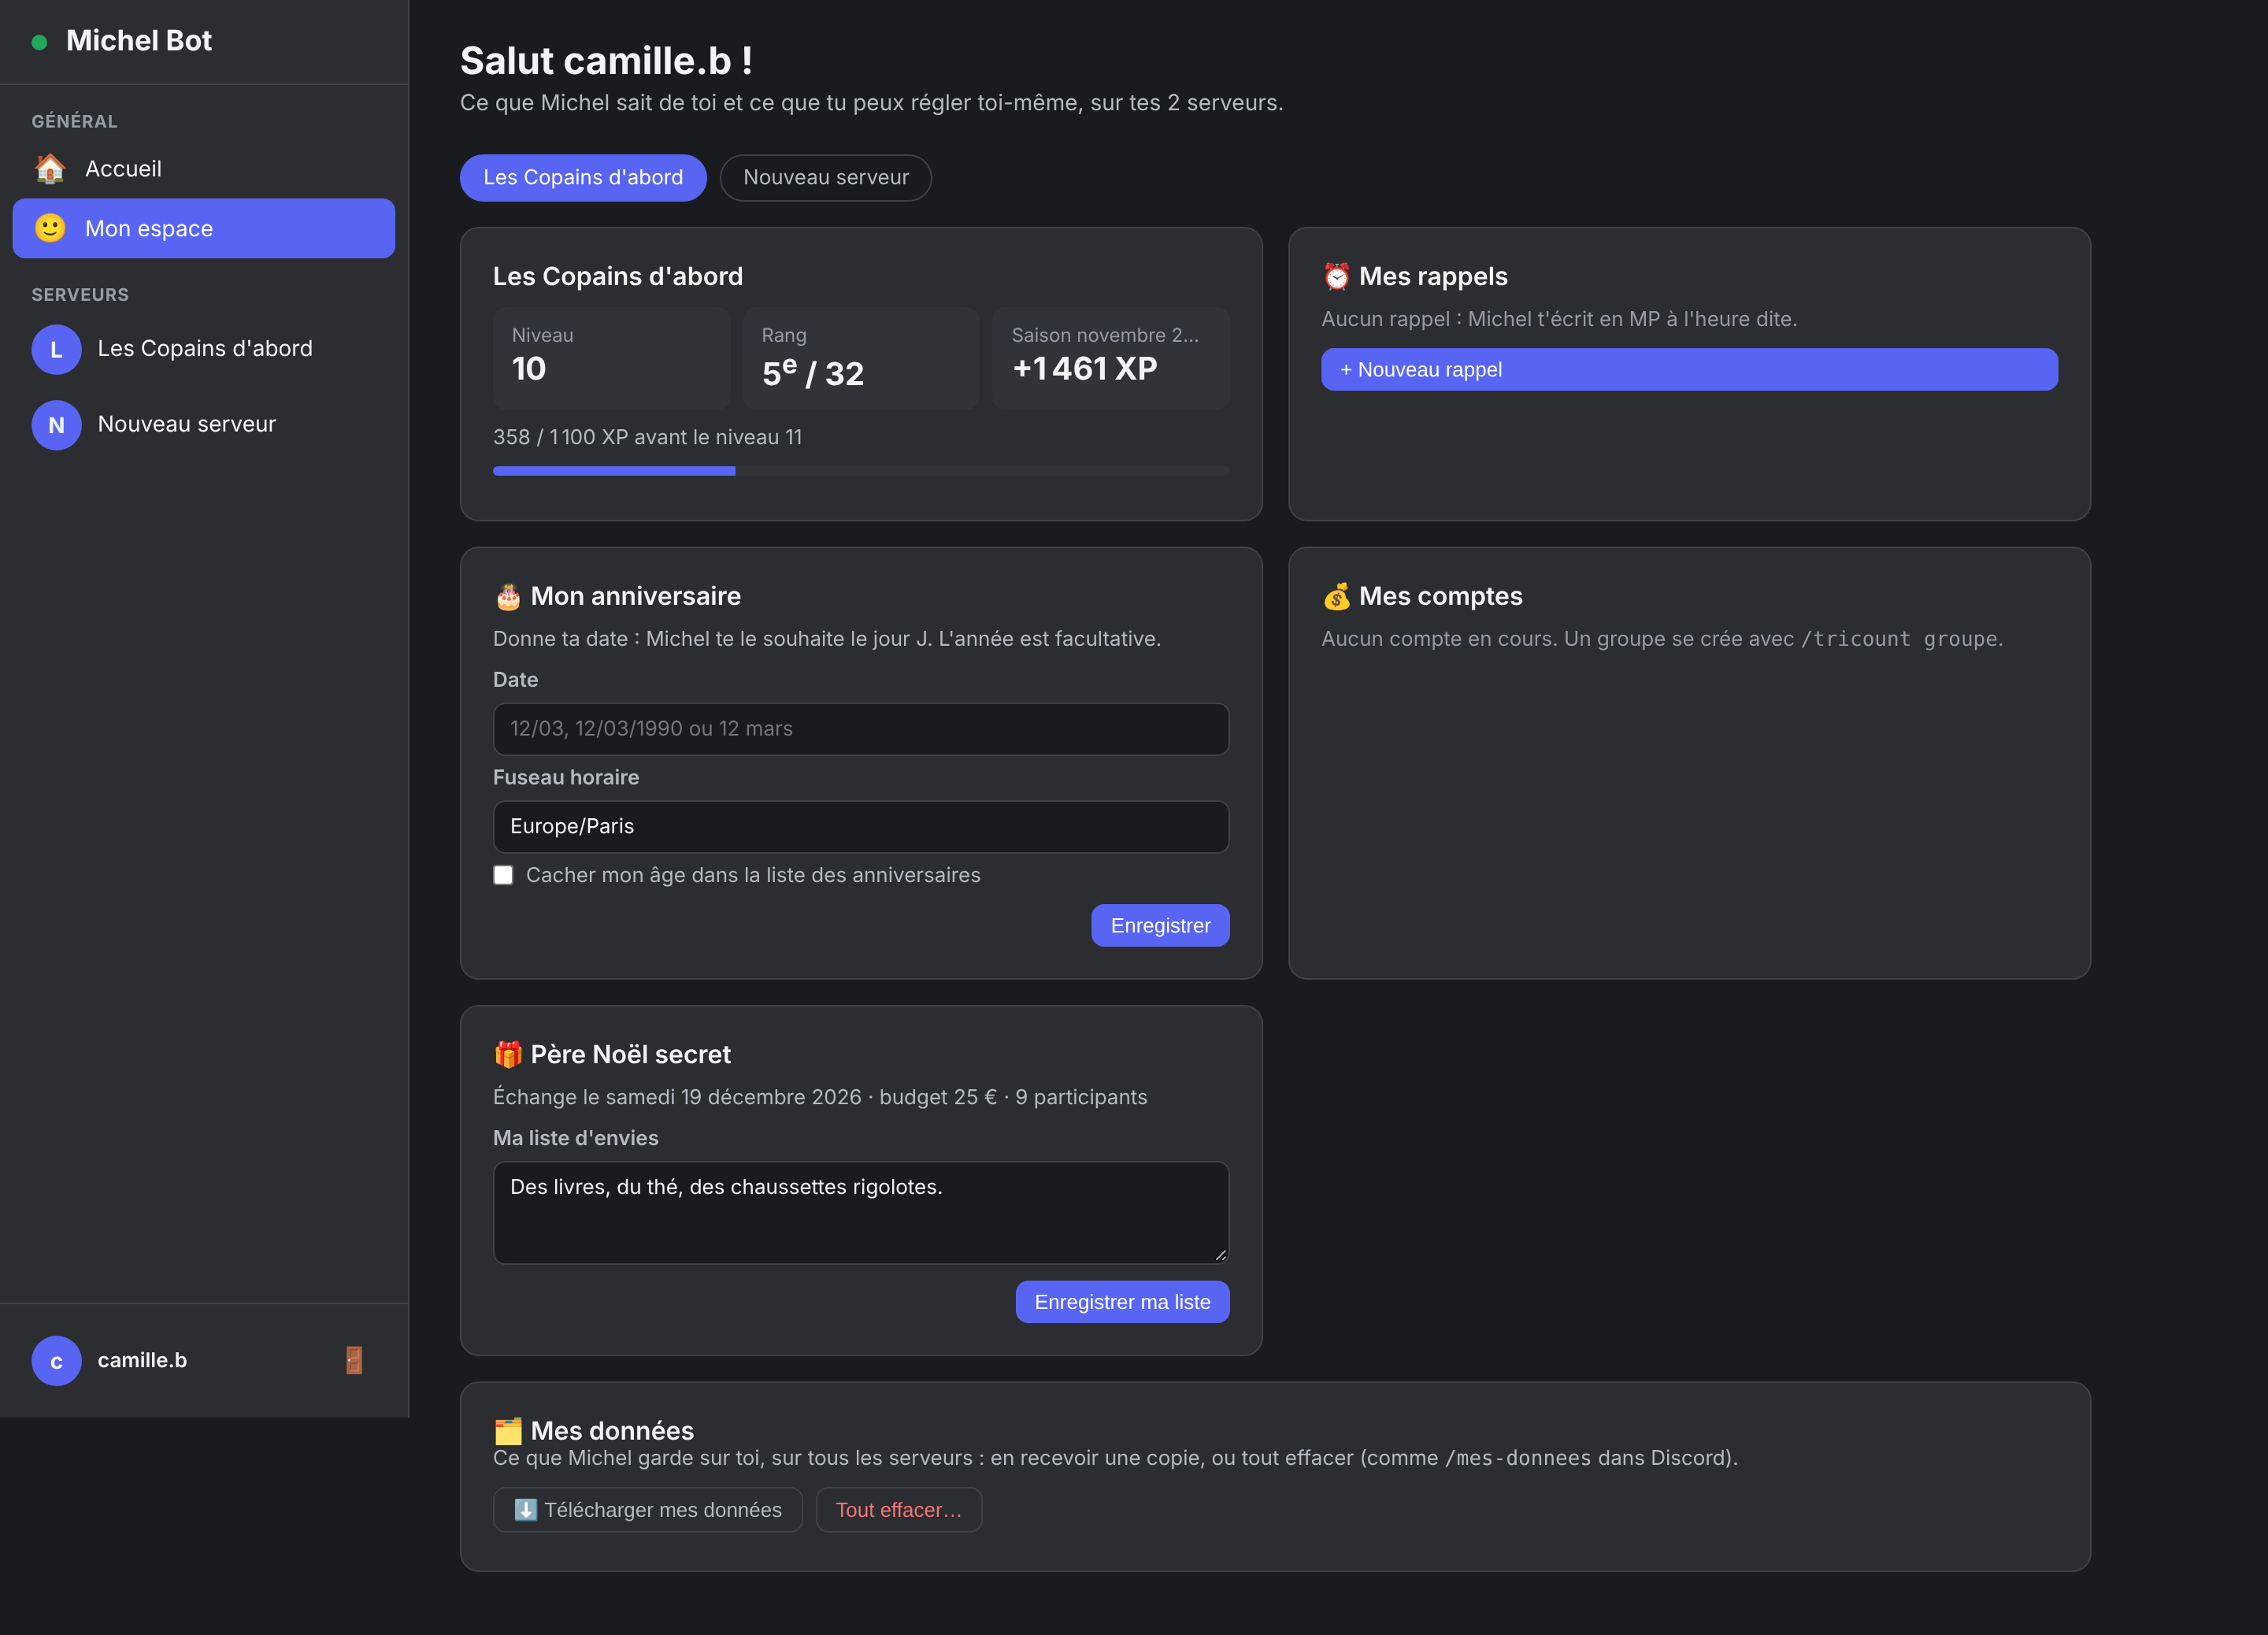 Michel Bot
GÉNÉRAL
Accueil
Mon espace
SERVEURS
L Les Copains d'abord
N Nouveau serveur
c camille.b
Salut camille.b !
Ce que Michel sait de toi et ce que tu peux régler toi-même, sur tes 2 serveurs.
Les Copains d'abord Nouveau serveur
Les Copains d'abord
Niveau
10
Rang
5e / 32
Saison novembre 2...
+1 461 XP
358 / 1 100 XP avant le niveau 11
Mes rappels
Aucun rappel : Michel t'écrit en MP à l'heure dite.
+ Nouveau rappel
Mon anniversaire
Donne ta date : Michel te le souhaite le jour J. L'année est facultative.
Date
12/03, 12/03/1990 ou 12 mars
Fuseau horaire
Europe/Paris
Cacher mon âge dans la liste des anniversaires
Enregistrer
Mes comptes
Aucun compte en cours. Un groupe se crée avec /tricount groupe.
Père Noël secret
Échange le samedi 19 décembre 2026 · budget 25 € · 9 participants
Ma liste d'envies
Des livres, du thé, des chaussettes rigolotes.
Enregistrer ma liste
Mes données
Ce que Michel garde sur toi, sur tous les serveurs : en recevoir une copie, ou tout effacer (comme /mes-donnees dans Discord).
Télécharger mes données Tout effacer…